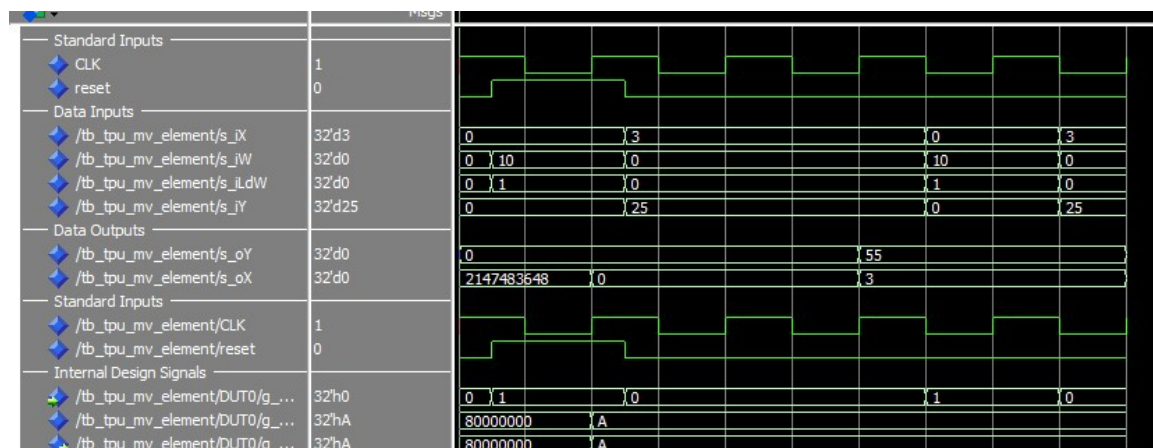 Msgs
Standard Inputs
CLK 1
reset 0
Data Inputs
/tb_tpu_mv_element/s_iX 32'd3 0 3 0 3
/tb_tpu_mv_element/s_iW 32'd0 0 10 0 10 0
/tb_tpu_mv_element/s_iLdW 32'd0 0 1 0 1 0
/tb_tpu_mv_element/s_iY 32'd25 0 25 0 25
Data Outputs
/tb_tpu_mv_element/s_oY 32'd0 0 55
/tb_tpu_mv_element/s_oX 32'd0 2147483648 0 3
Standard Inputs
/tb_tpu_mv_element/CLK 1
/tb_tpu_mv_element/reset 0
Internal Design Signals
/tb_tpu_mv_element/DUT0/g_... 32'h0 0 1 0 1 0
/tb_tpu_mv_element/DUT0/g_... 32'hA 80000000 A
/tb_tpu_mv_element/DUT0/g_... 32'hA 80000000 A